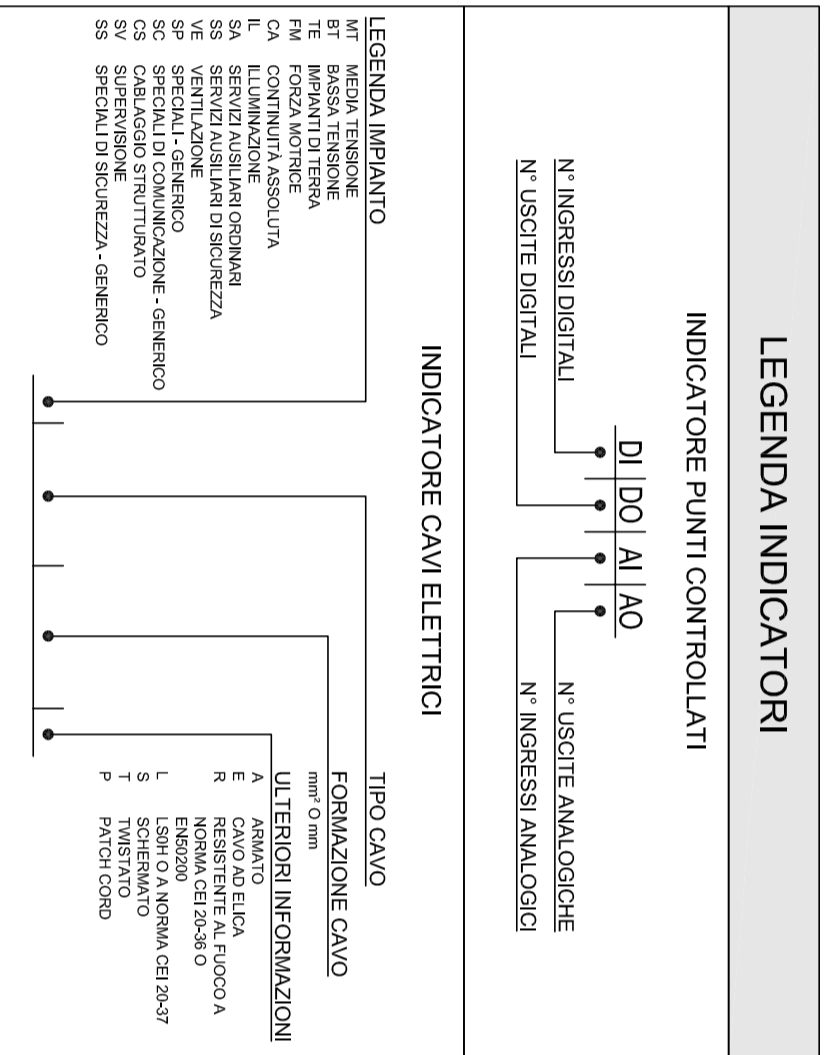 LEGENDA INDICATORI
INDICATORE PUNTI CONTROLLATI
DI DO AI AO
N° INGRESSI DIGITALI
N° USCITE DIGITALI
N° USCITE ANALOGICHE
N° INGRESSI ANALOGICI
INDICATORE CAVI ELETTRICI
LEGENDA IMPIANTO
MT MEDIA TENSIONE
BT BASSA TENSIONE
TE IMPIANTI DI TERRA
FM FORZA MOTRICE
CA CONTINUITÀ ASSOLUTA
IL ILLUMINAZIONE
SA SERVIZI AUSILIARI ORDINARI
SS SERVIZI AUSILIARI DI SICUREZZA
VE VENTILAZIONE
SP SPECIALI - GENERICO
SC SPECIALI DI COMUNICAZIONE - GENERICO
CS CABLAGGIO STRUTTURATO
SV SUPERVISIONE
SS SPECIALI DI SICUREZZA - GENERICO
TIPO CAVO
FORMAZIONE CAVO
mm² O mm
ULTERIORI INFORMAZIONI
A ARMATO
E CAVO AD ELICA
R RESISTENTE AL FUOCO A
NORMA CEI 20-36 O
EN50200
L LS0H O A NORMA CEI 20-37
S SCHERMATO
T TWISTATO
P PATCH CORD